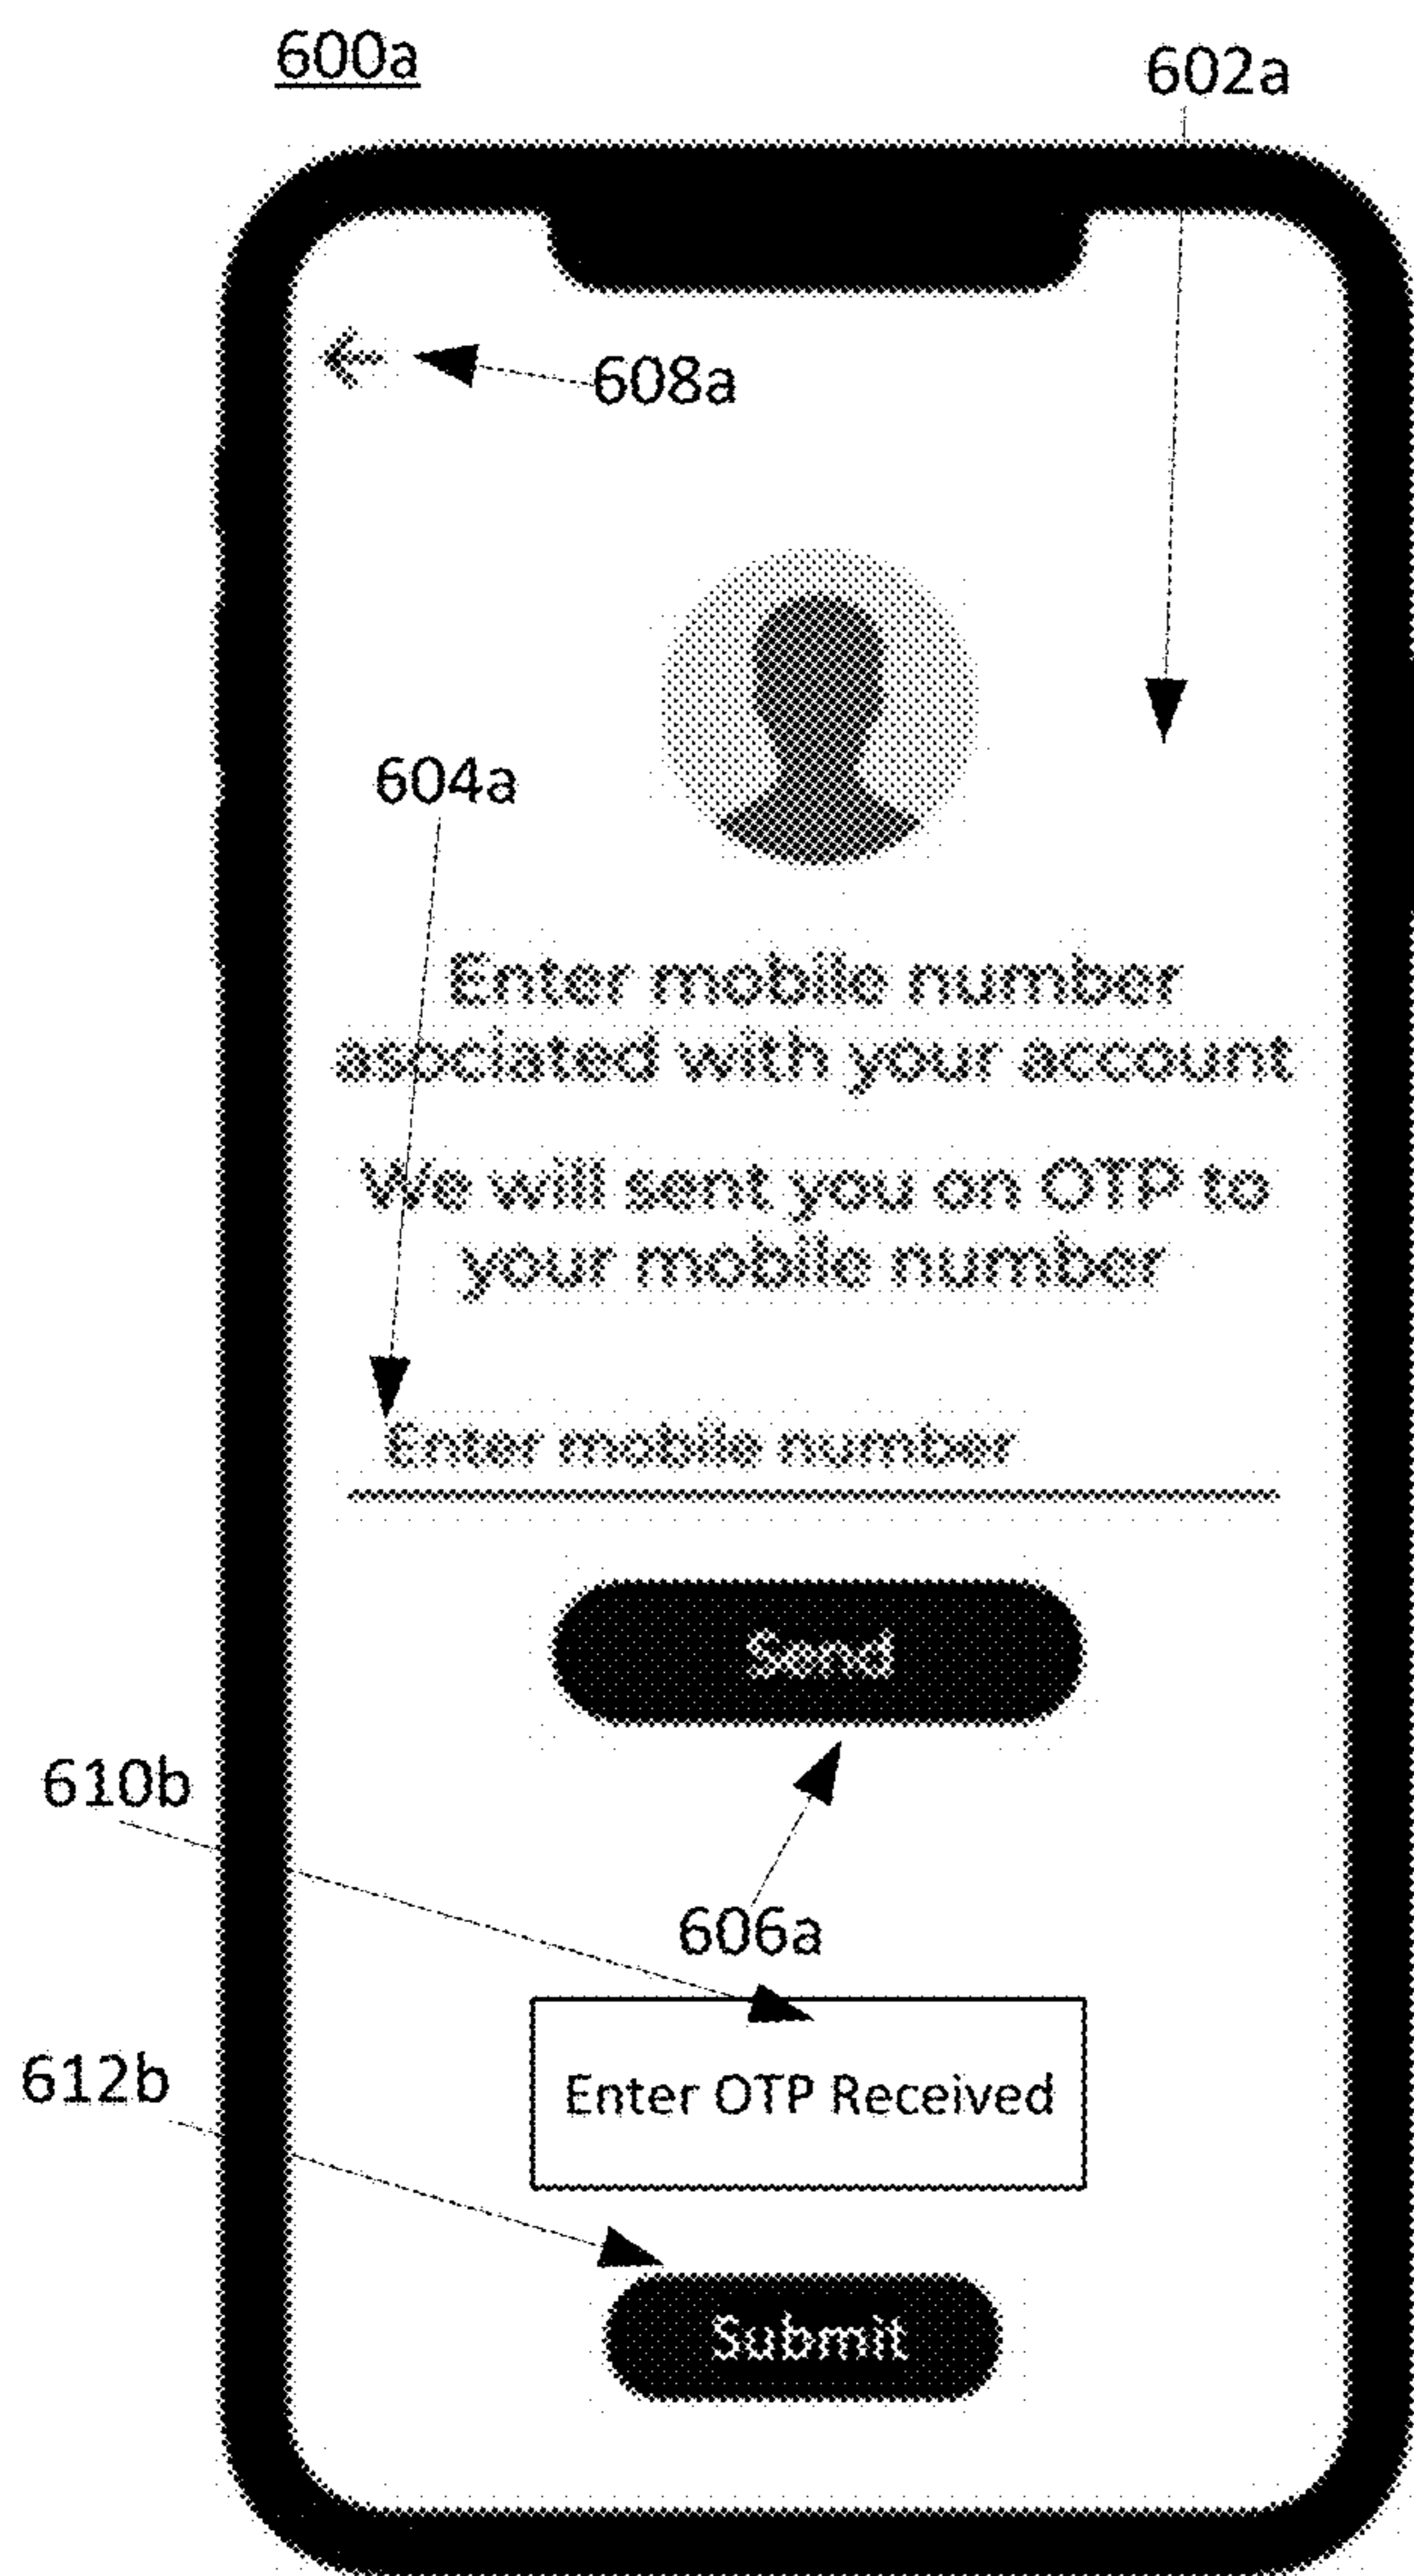 600a
602a
608a
604a
Enter mobile number
asociated with your account
We will sent you on OTP to
your mobile number
Enter mobile number
Send
610b
606a
Enter OTP Received
612b
Submit